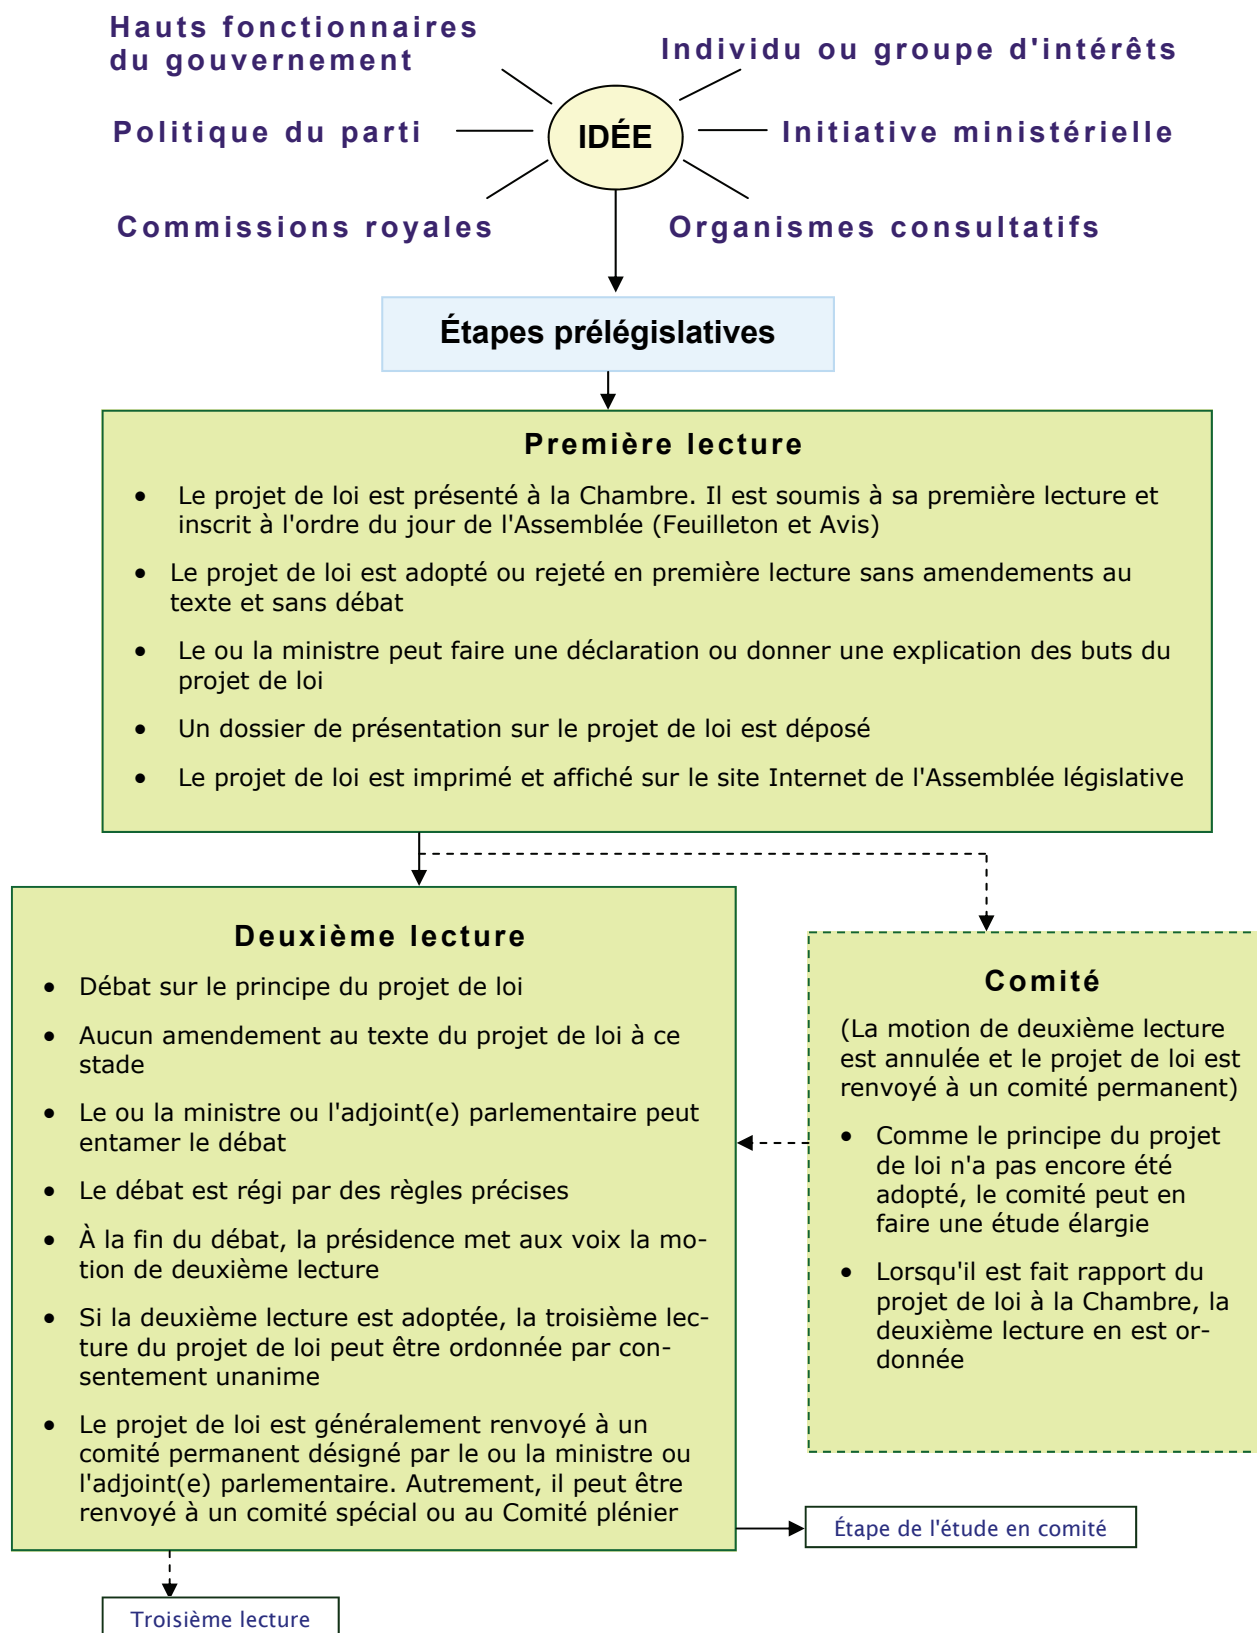 Hauts fonctionnaires
du gouvernement
Individu ou groupe d'intérêts
Politique du parti
IDÉE
Initiative ministérielle
Commissions royales
Organismes consultatifs
Étapes prélégislatives
Première lecture
• Le projet de loi est présenté à la Chambre. Il est soumis à sa première lecture et
inscrit à l'ordre du jour de l'Assemblée (Feuilleton et Avis)
• Le projet de loi est adopté ou rejeté en première lecture sans amendements au
texte et sans débat
• Le ou la ministre peut faire une déclaration ou donner une explication des buts du
projet de loi
• Un dossier de présentation sur le projet de loi est déposé
• Le projet de loi est imprimé et affiché sur le site Internet de l'Assemblée législative
Deuxième lecture
• Débat sur le principe du projet de loi
• Aucun amendement au texte du projet de loi à ce
stade
• Le ou la ministre ou l'adjoint(e) parlementaire peut
entamer le débat
• Le débat est régi par des règles précises
• À la fin du débat, la présidence met aux voix la mo-
tion de deuxième lecture
• Si la deuxième lecture est adoptée, la troisième lec-
ture du projet de loi peut être ordonnée par con-
sentement unanime
• Le projet de loi est généralement renvoyé à un
comité permanent désigné par le ou la ministre ou
l'adjoint(e) parlementaire. Autrement, il peut être
renvoyé à un comité spécial ou au Comité plénier
Comité
(La motion de deuxième lecture
est annulée et le projet de loi est
renvoyé à un comité permanent)
• Comme le principe du projet
de loi n'a pas encore été
adopté, le comité peut en
faire une étude élargie
• Lorsqu'il est fait rapport du
projet de loi à la Chambre, la
deuxième lecture en est or-
donnée
Étape de l'étude en comité
Troisième lecture